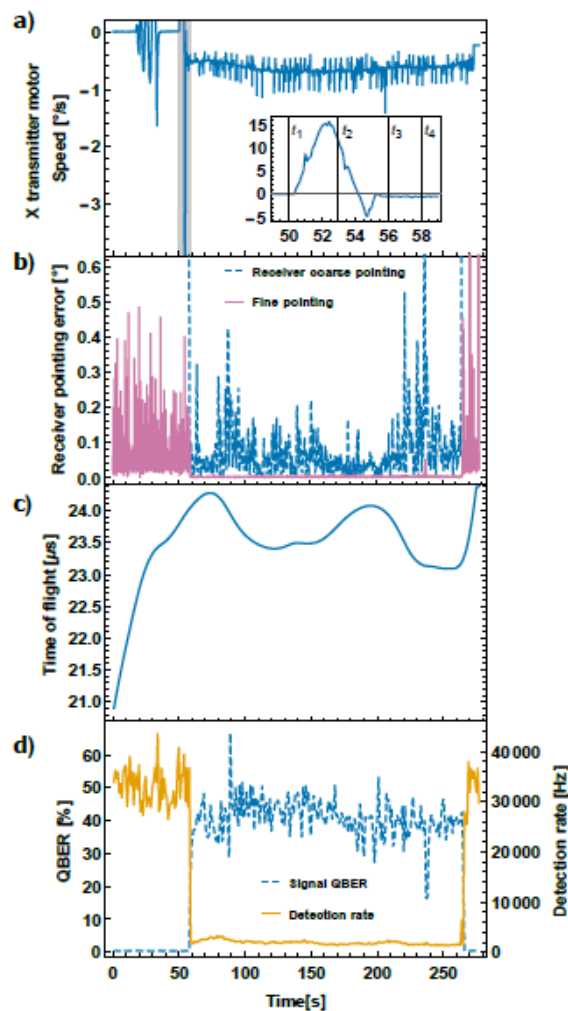 a)
0
−1
−2
−3
X transmitter motor
Speed [°/s]
15
10
5
0
−5
t1
t2
t3
t4
50 52 54 56 58
b)
0.6
0.5
0.4
0.3
0.2
0.1
0.0
Receiver pointing error [°]
Receiver coarse pointing
Fine pointing
c)
24.0
23.5
23.0
22.5
22.0
21.5
21.0
Time of flight [μs]
d)
60
50
40
30
20
10
0
QBER [%]
Signal QBER
Detection rate
40 000
30 000
20 000
10 000
0
Detection rate [Hz]
0 50 100 150 200 250
Time[s]